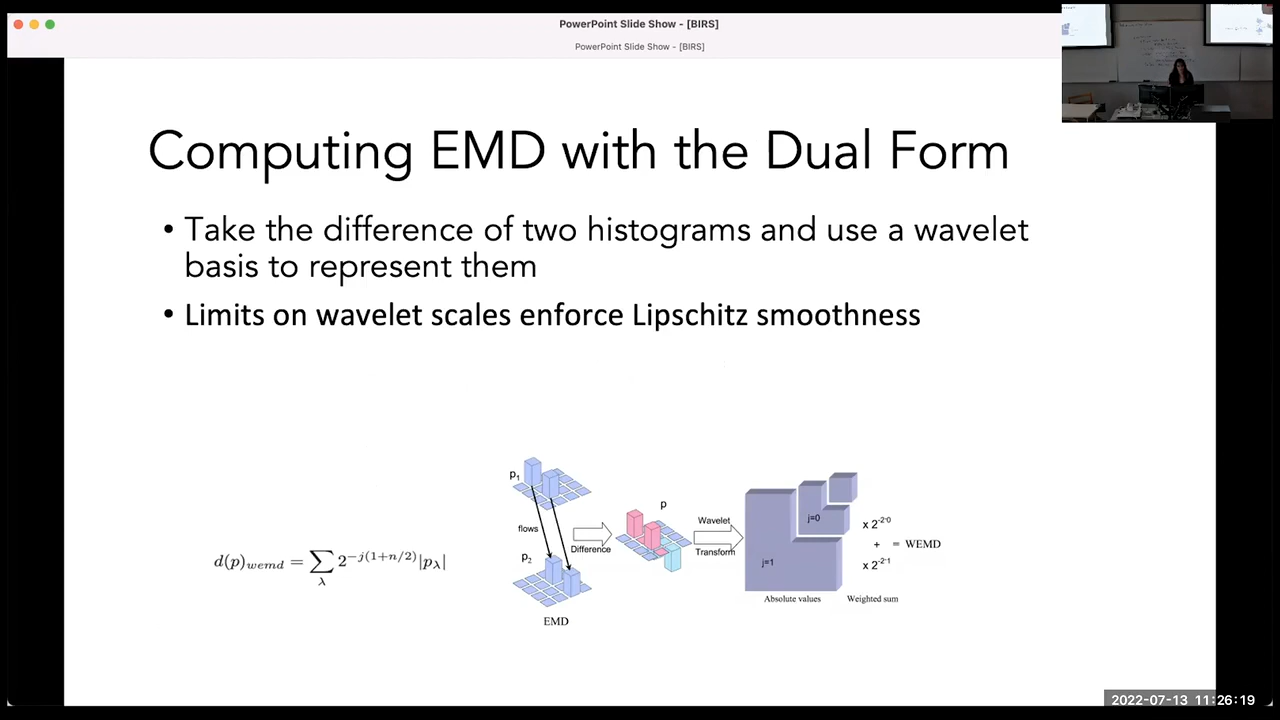 PowerPoint Slide Show - [BIRS]
PowerPoint Slide Show - [BIRS]
Computing EMD with the Dual Form
• Take the difference of two histograms and use a wavelet
basis to represent them
• Limits on wavelet scales enforce Lipschitz smoothness
d(p)_{wemd} = \sum_{λ} 2^{-j(1+n/2)}|p_λ|
p₁
flows
p₂
EMD
Difference
p
Wavelet
Transform
j=0
j=1
Absolute values
x 2^{-2·0}
+ = WEMD
x 2^{-2·1}
Weighted sum
2022-07-13 11:26:19